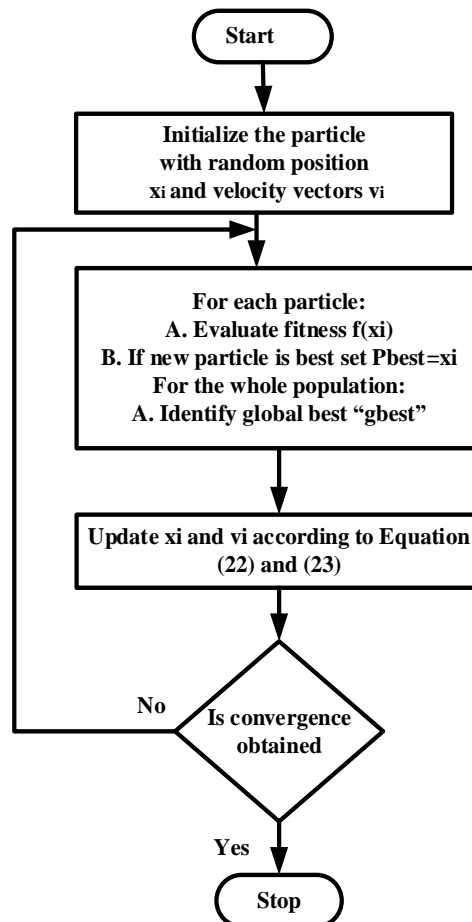 Start
Initialize the particle
with random position
xi and velocity vectors vi
For each particle:
A. Evaluate fitness f(xi)
B. If new particle is best set Pbest=xi
For the whole population:
A. Identify global best “gbest”
Update xi and vi according to Equation
(22) and (23)
No
Is convergence
obtained
Yes
Stop